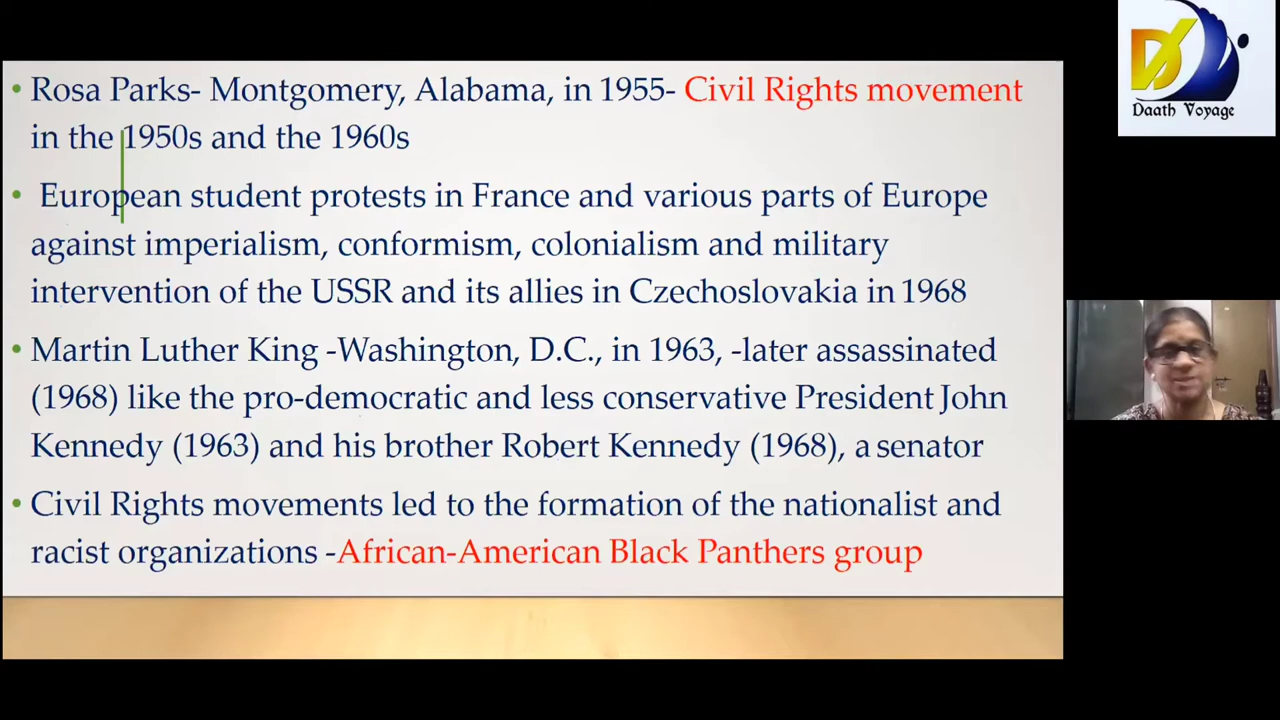 • Rosa Parks- Montgomery, Alabama, in 1955- Civil Rights movement
in the 1950s and the 1960s
• European student protests in France and various parts of Europe
against imperialism, conformism, colonialism and military
intervention of the USSR and its allies in Czechoslovakia in 1968
• Martin Luther King -Washington, D.C., in 1963, -later assassinated
(1968) like the pro-democratic and less conservative President John
Kennedy (1963) and his brother Robert Kennedy (1968), a senator
• Civil Rights movements led to the formation of the nationalist and
racist organizations -African-American Black Panthers group
Daath Voyage